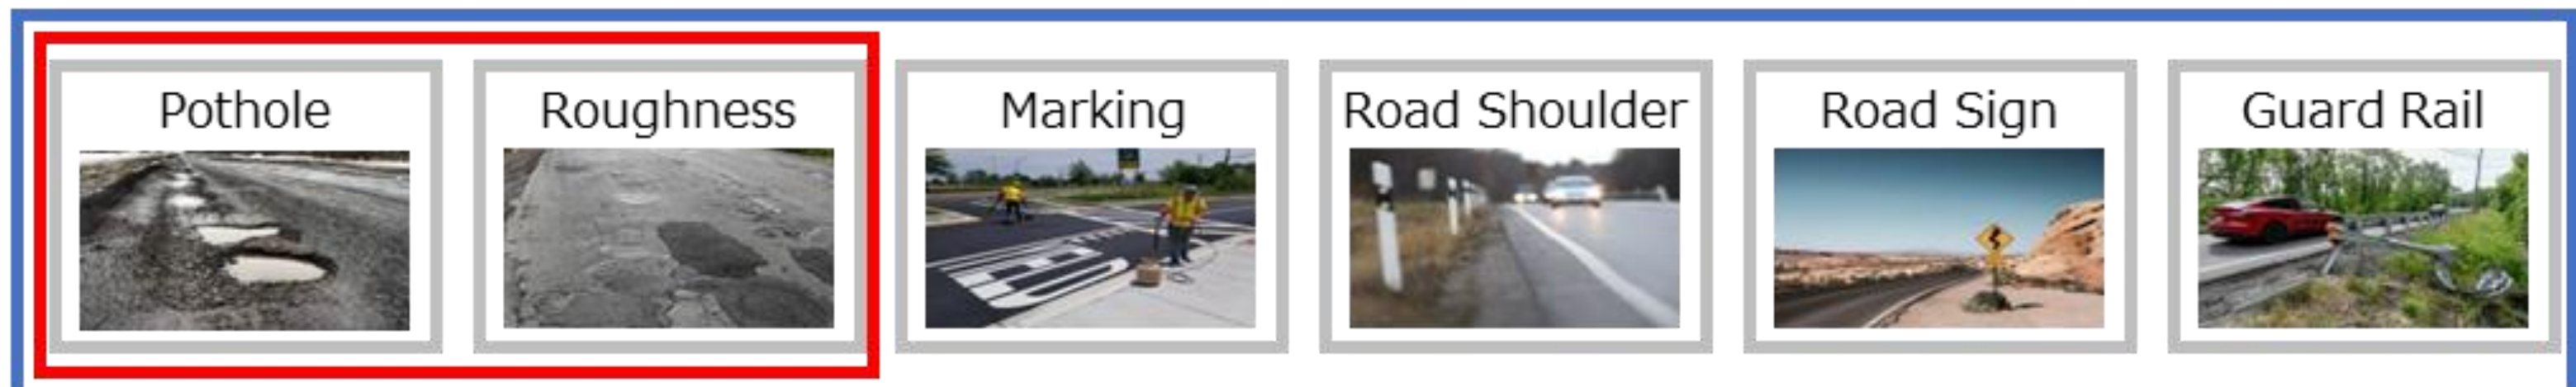 Pothole
Roughness
Marking
Road Shoulder
Road Sign
Guard Rail